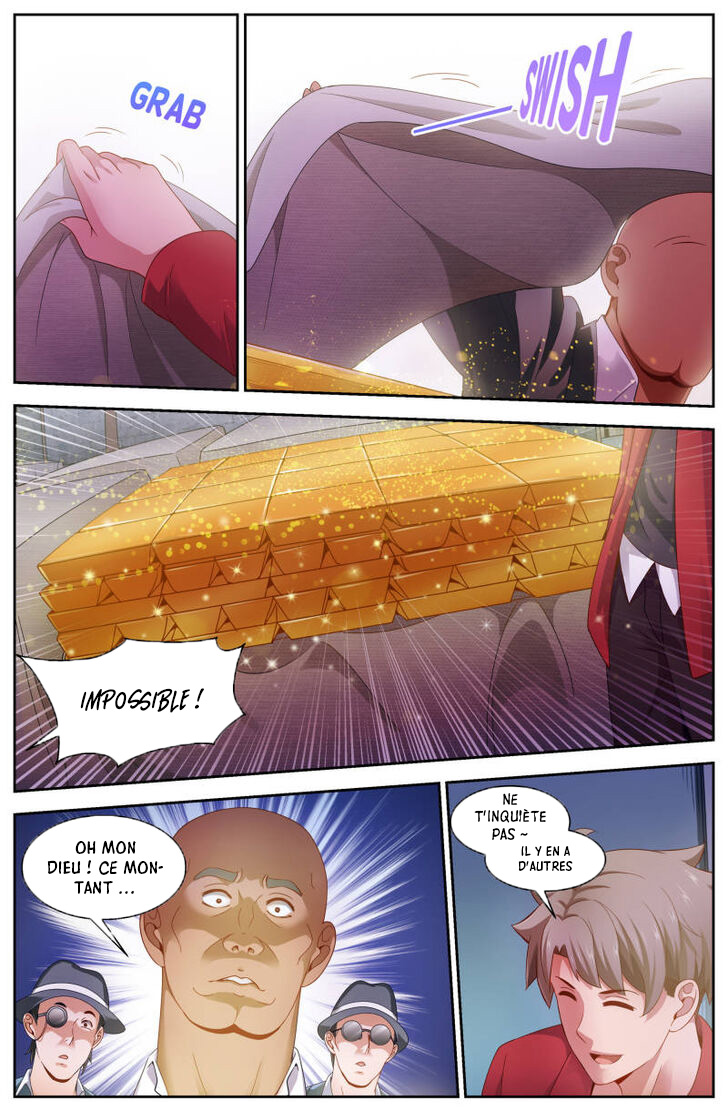 GRAB
SWISH
IMPOSSIBLE !
OH MON
DIEU ! CE MON-
TANT ...
NE
T'INQUIÈTE
PAS ~
IL Y EN A
D'AUTRES